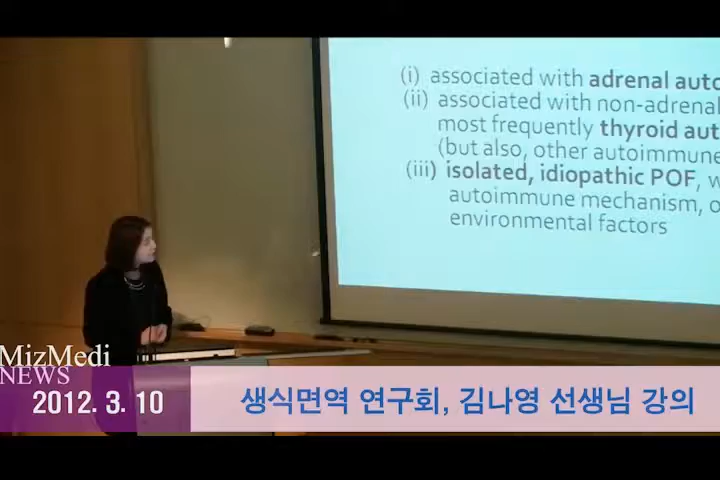 (i) associated with adrenal auto
(ii) associated with non-adrenal
most frequently thyroid aut
(but also, other autoimmune
(iii) isolated, idiopathic POF, w
autoimmune mechanism, o
environmental factors
MizMedi
NEWS
2012. 3. 10
생식면역 연구회, 김나영 선생님 강의